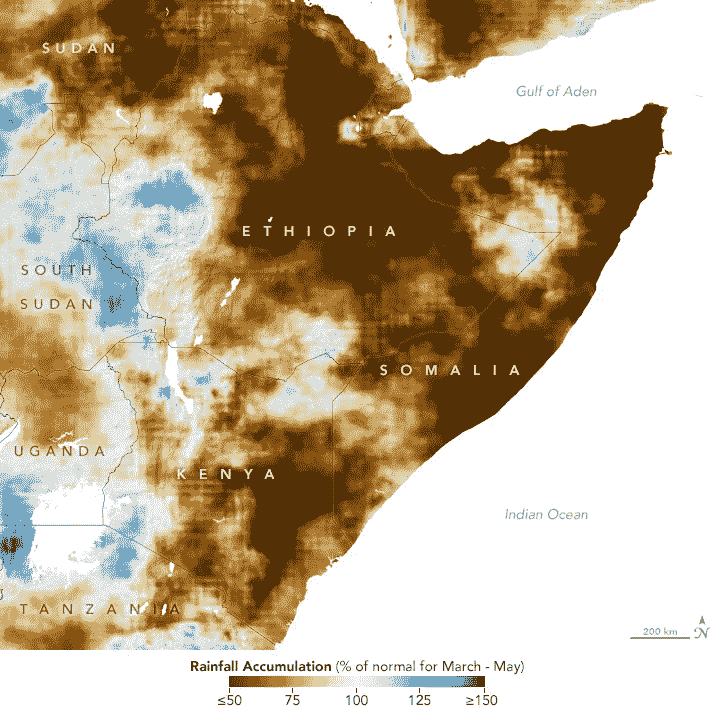 SUDAN
Gulf of Aden
ETHIOPIA
SOUTH
SUDAN
SOMALIA
UGANDA
KENYA
Indian Ocean
TANZANIA
200 km
N
Rainfall Accumulation (% of normal for March - May)
≤50 75 100 125 ≥150